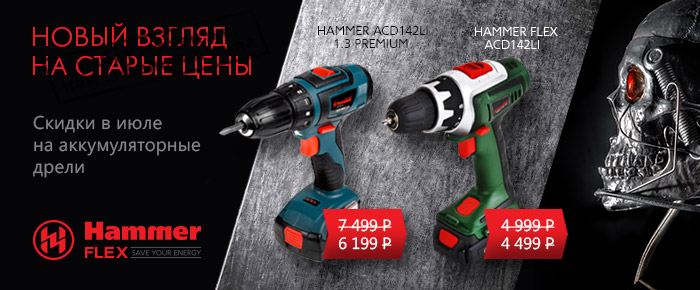 НОВЫЙ ВЗГЛЯД
НА СТАРЫЕ ЦЕНЫ
Скидки в июле
на аккумуляторные
дрели
Hammer
FLEX SAVE YOUR ENERGY
HAMMER ACD142LI
1.3 PREMIUM
7 499 ₽
6 199 ₽
HAMMER FLEX
ACD142LI
4 999 ₽
4 499 ₽